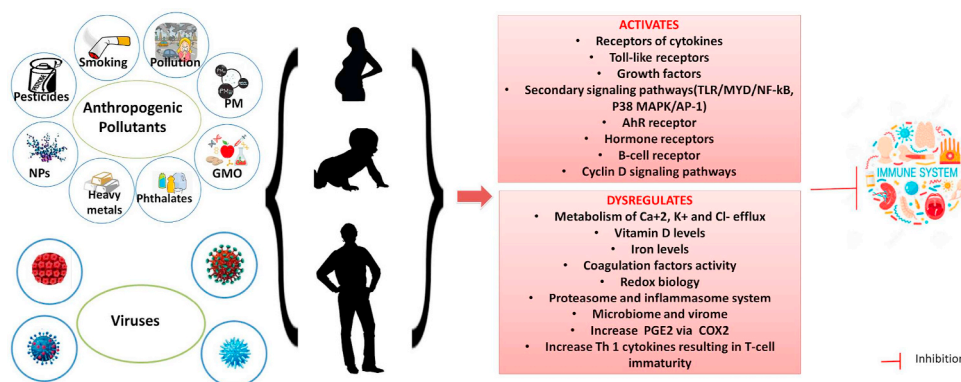 Smoking
Pollution
Pesticides
PM
Anthropogenic
Pollutants
NPs
GMO
Heavy
metals
Phthalates
Viruses
ACTIVATES
• Receptors of cytokines
• Toll-like receptors
• Growth factors
• Secondary signaling pathways(TLR/MYD/NF-kB,
P38 MAPK/AP-1)
• AhR receptor
• Hormone receptors
• B-cell receptor
• Cyclin D signaling pathways
DYSREGULATES
• Metabolism of Ca+2, K+ and Cl- efflux
• Vitamin D levels
• Iron levels
• Coagulation factors activity
• Redox biology
• Proteasome and inflammasome system
• Microbiome and virome
• Increase PGE2 via COX2
• Increase Th 1 cytokines resulting in T-cell
immaturity
IMMUNE SYSTEM
Inhibition